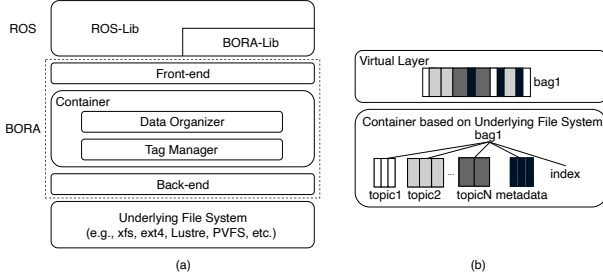 ROS
ROS-Lib
BORA-Lib
BORA
Front-end
Container
Data Organizer
Tag Manager
Back-end
Underlying File System
(e.g., xfs, ext4, Lustre, PVFS, etc.)
(a)
Virtual Layer
bag1
Container based on Underlying File System
bag1
...
index
topic1 topic2 topicN metadata
(b)